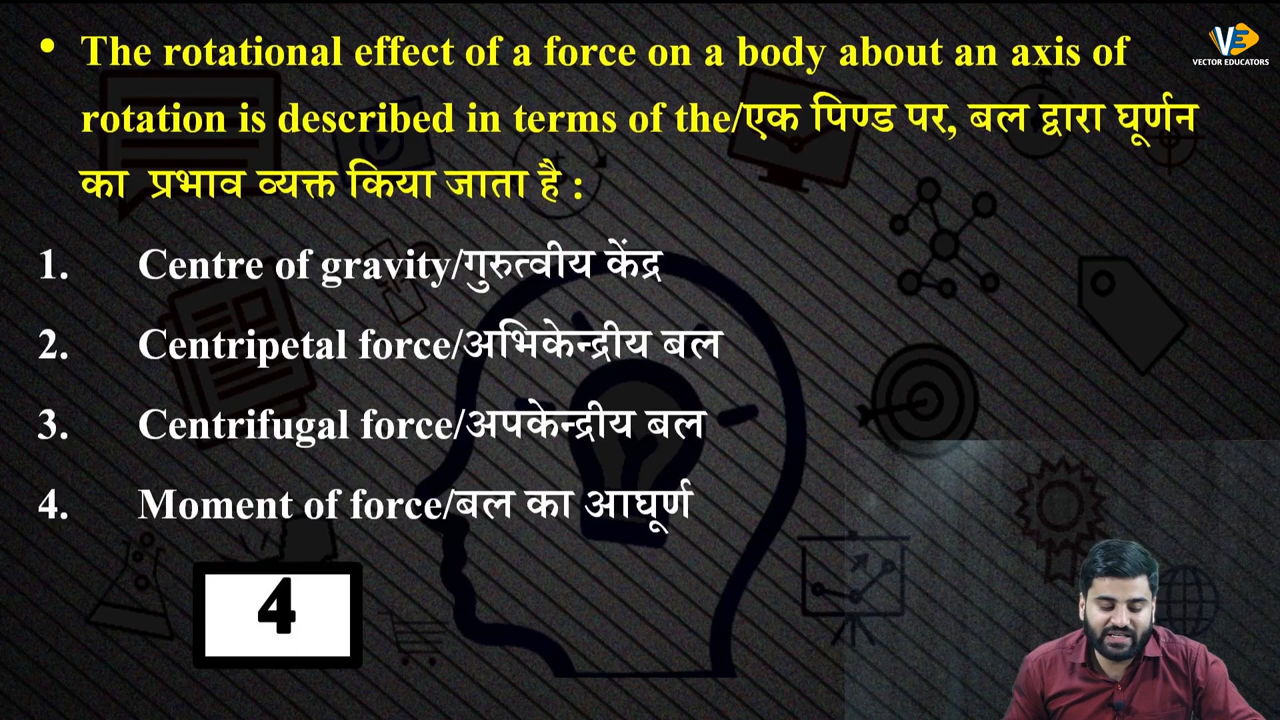 • The rotational effect of a force on a body about an axis of
rotation is described in terms of the/एक पिण्ड पर, बल द्वारा घूर्णन
का प्रभाव व्यक्त किया जाता है :
1. Centre of gravity/गुरुत्वीय केंद्र
2. Centripetal force/अभिकेन्द्रीय बल
3. Centrifugal force/अपकेन्द्रीय बल
4. Moment of force/बल का आघूर्ण
4
VE
VECTOR EDUCATORS